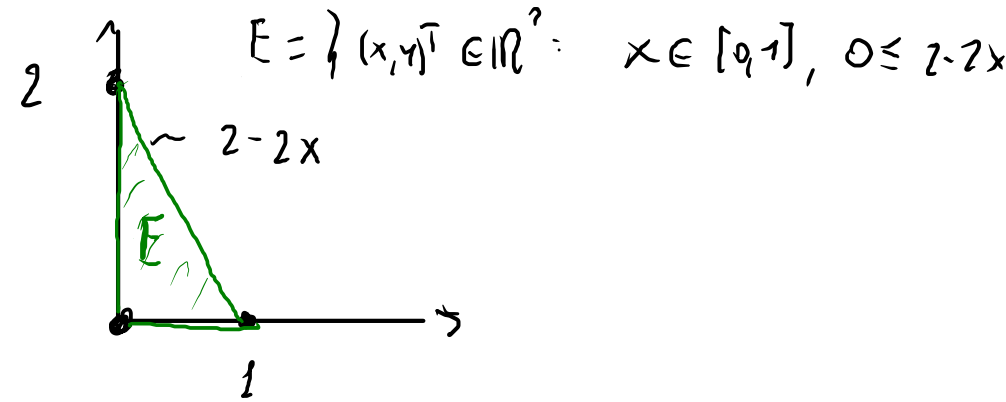 E = { (x,y)ᵀ ∈ ℝ² : x ∈ [0,1], 0 ≤ 2-2x
2
2 - 2x
E
1